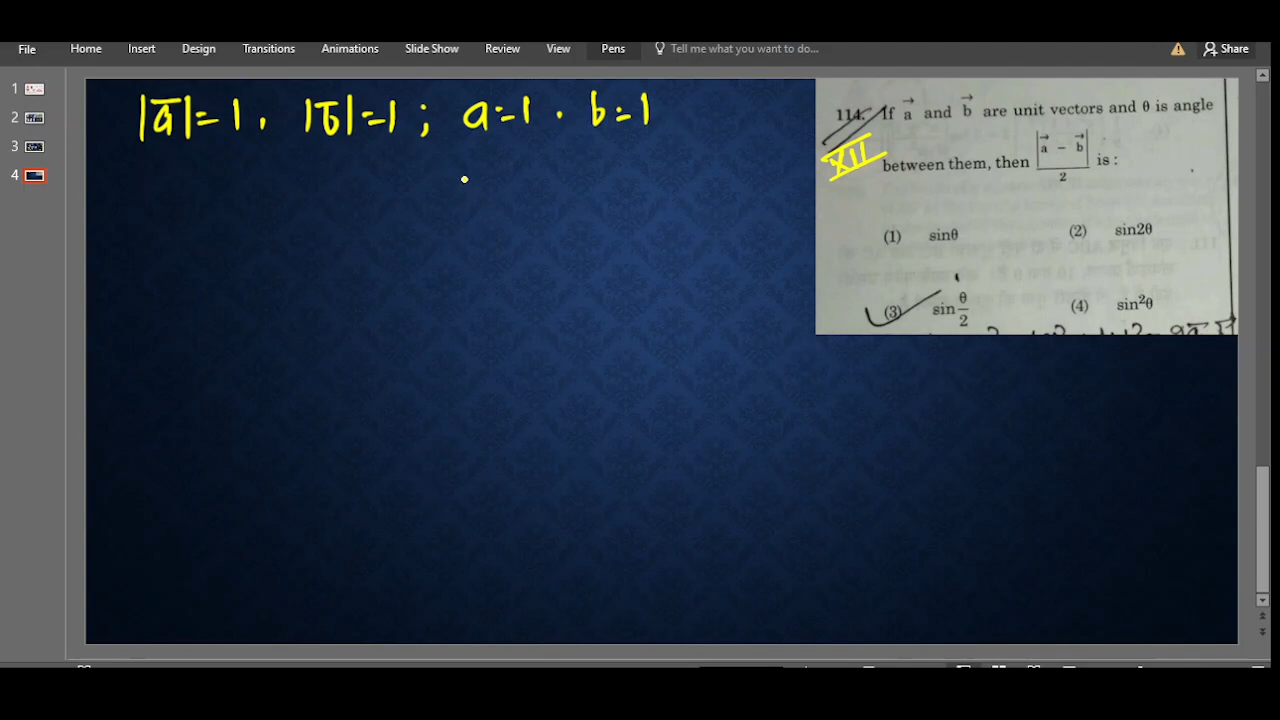 File Home Insert Design Transitions Animations Slide Show Review View Pens Tell me what you want to do... Share
1
2
3
4
|a̅|=1, |b̅|=1; a=1. b=1
114. If a⃗ and b⃗ are unit vectors and θ is angle
XII
between them, then |a⃗ − b⃗|/2 is:
(1) sinθ (2) sin2θ
(3) sin θ/2 (4) sin²θ